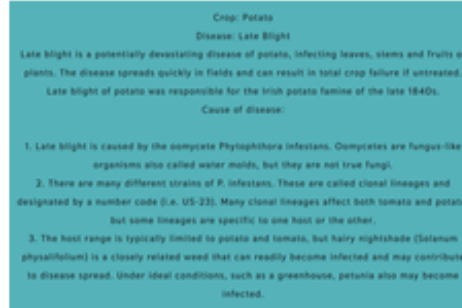 Crop: Potato
Disease: Late Blight
Late blight is a potentially devastating disease of potato, infecting leaves, stems and fruits o
plants. The disease spreads quickly in fields and can result in total crop failure if untreated.
Late blight of potato was responsible for the Irish potato famine of the late 1840s.
Cause of disease:
1. Late blight is caused by the oomycete Phytophthora infestans. Oomycetes are fungus-like
organisms also called water molds, but they are not true fungi.
2. There are many different strains of P. infestans. These are called clonal lineages and
designated by a number code (i.e. US-23). Many clonal lineages affect both tomato and potat
but some lineages are specific to one host or the other.
3. The host range is typically limited to potato and tomato, but hairy nightshade (Solanum
physalifolium) is a closely related weed that can readily become infected and may contribute
to disease spread. Under ideal conditions, such as a greenhouse, petunia also may become
infected.